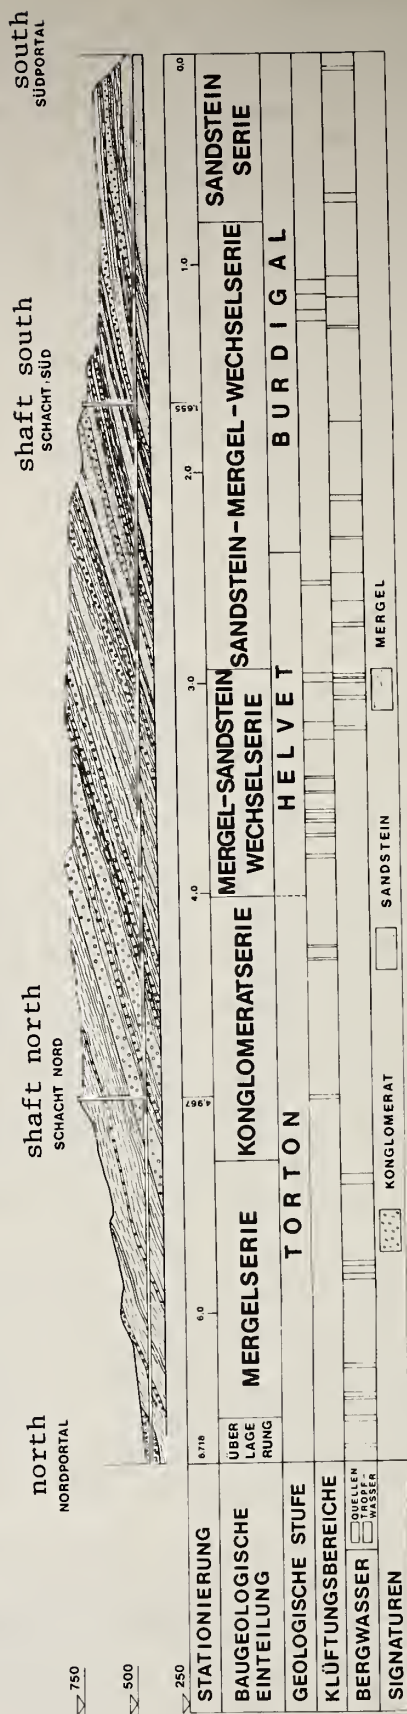 north
NORDPORTAL
shaft north
SCHACHT NORD
shaft south
SCHACHT SÜD
south
SÜDPORTAL
750
500
250
STATIONIERUNG
6.718
6.0
4,967
4.0
3.0
2.0
1,655
1.0
0.0
BAUGEOLOGISCHE
EINTEILUNG
ÜBER
LAGE
RUNG
MERGELSERIE
KONGLOMERATSERIE
MERGEL-SANDSTEIN
WECHSELSERIE
SANDSTEIN-MERGEL-WECHSELSERIE
SANDSTEIN
SERIE
GEOLOGISCHE STUFE
TORTON
HELVET
BURDIGAL
KLÜFTUNGSBEREICHE
BERGWASSER
QUELLEN
TROPF-
WASSER
SIGNATUREN
KONGLOMERAT
SANDSTEIN
MERGEL